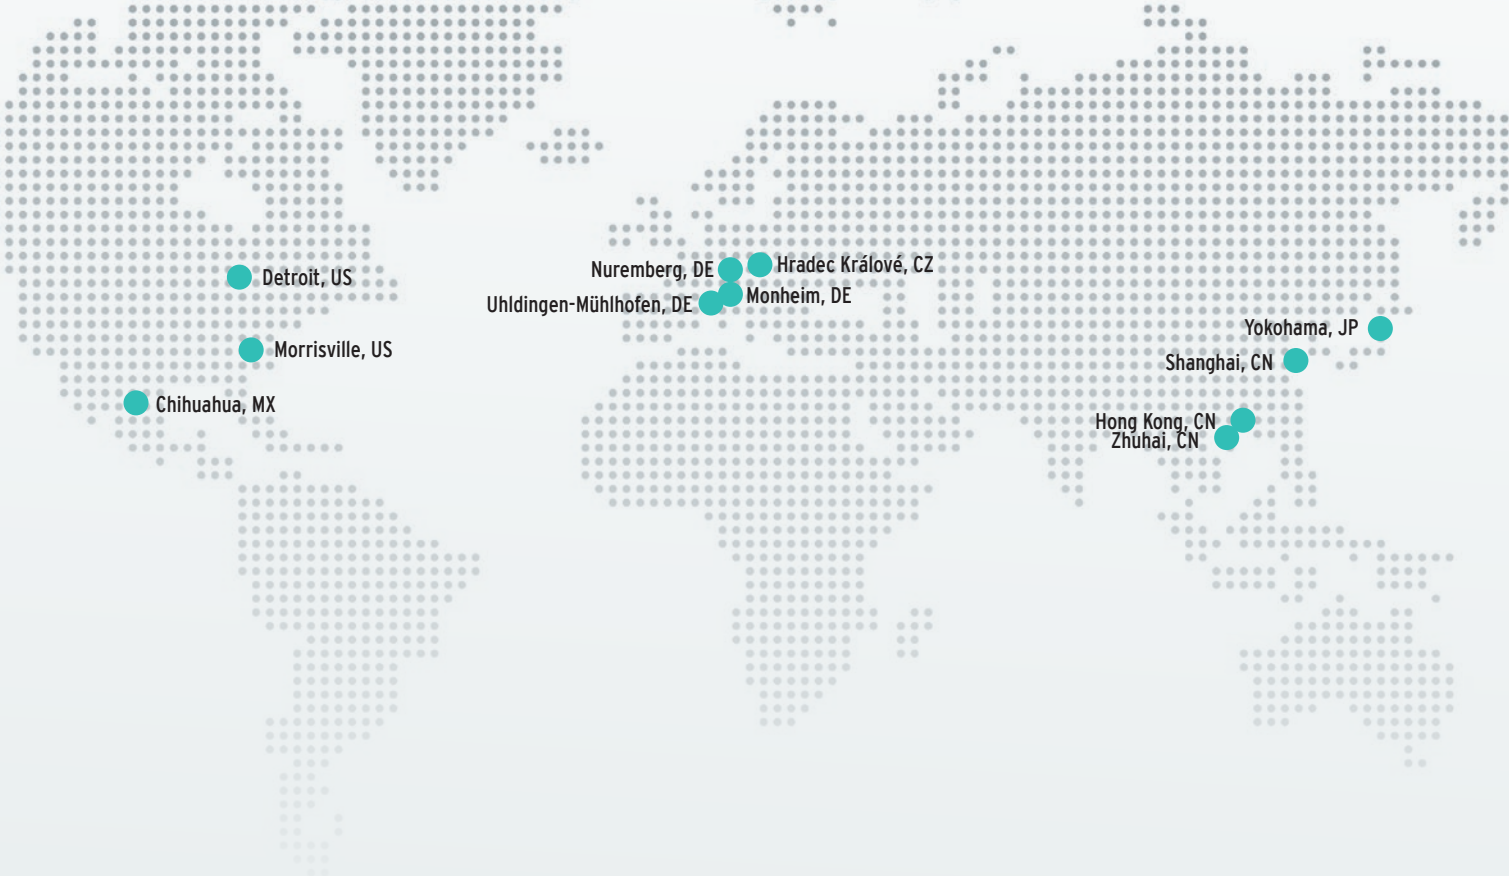 Hradec Králové, CZ
Nuremberg, DE
Detroit, US
Monheim, DE
Uhldingen-Mühlhofen, DE
Yokohama, JP
Morrisville, US
Shanghai, CN
Chihuahua, MX
Hong Kong, CN
Zhuhai, CN